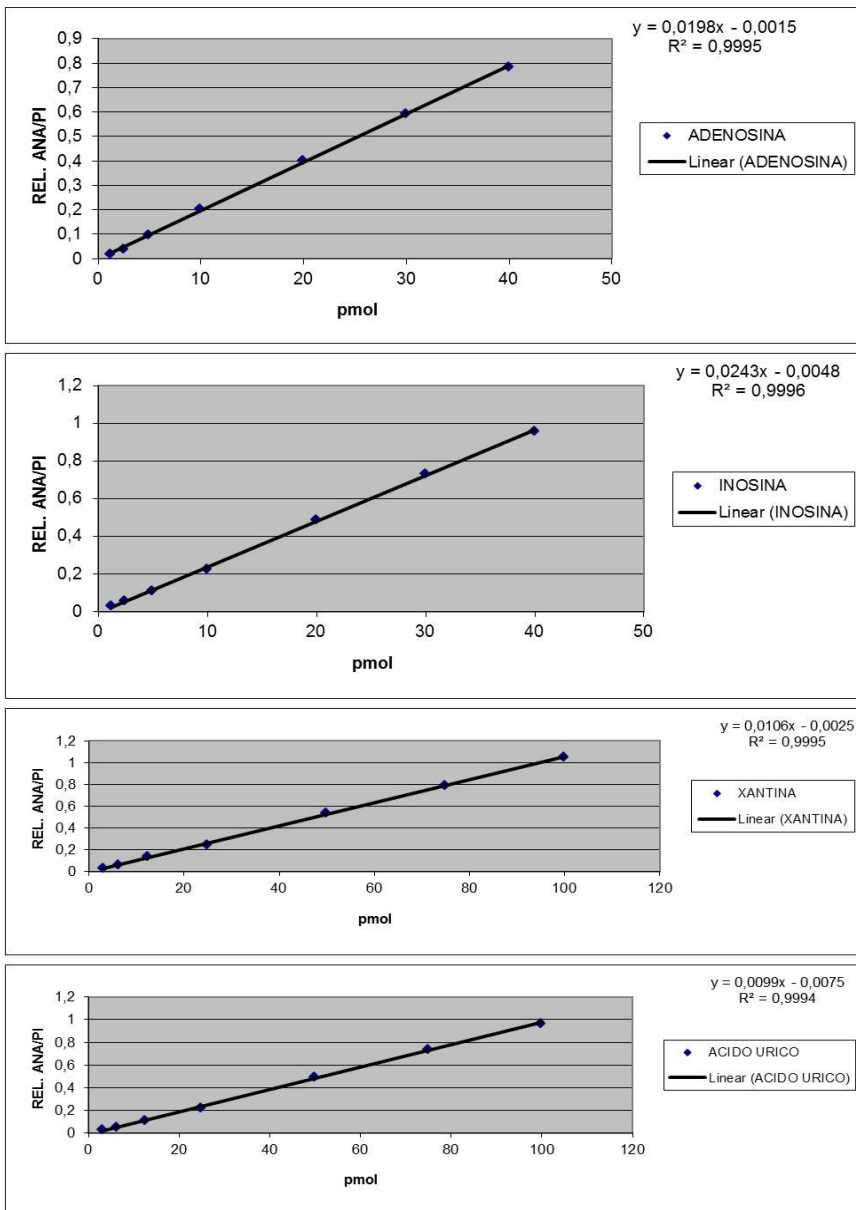 y = 0,0198x - 0,0015
R² = 0,9995
0,9
0,8
0,7
0,6
0,5
0,4
0,3
0,2
0,1
0
REL. ANA/PI
0 10 20 30 40 50
pmol
ADENOSINA
Linear (ADENOSINA)
y = 0,0243x - 0,0048
R² = 0,9996
1,2
1
0,8
0,6
0,4
0,2
0
REL. ANA/PI
0 10 20 30 40 50
pmol
INOSINA
Linear (INOSINA)
y = 0,0106x - 0,0025
R² = 0,9995
1,2
1
0,8
0,6
0,4
0,2
0
REL. ANA/PI
0 20 40 60 80 100 120
pmol
XANTINA
Linear (XANTINA)
y = 0,0099x - 0,0075
R² = 0,9994
1,2
1
0,8
0,6
0,4
0,2
0
REL. ANA/PI
0 20 40 60 80 100 120
pmol
ACIDO URICO
Linear (ACIDO URICO)